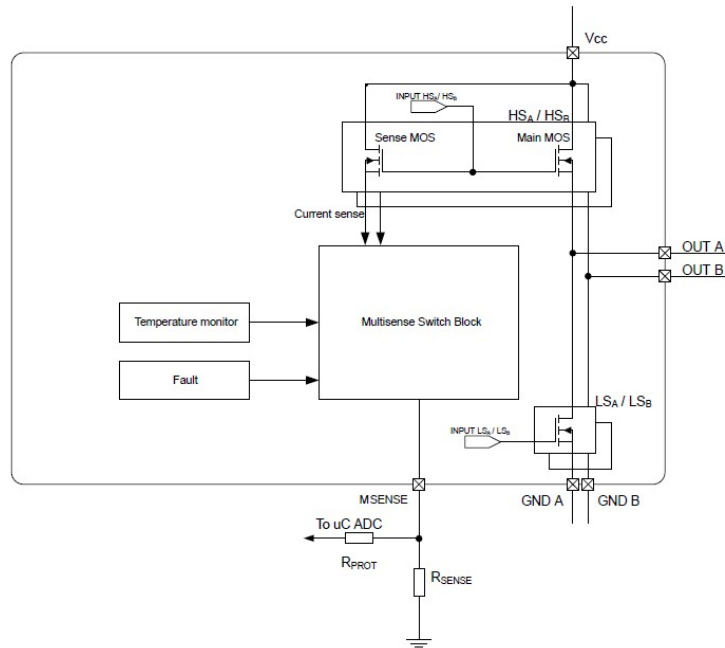 Vcc
INPUT HSA / HSB
HSA / HSB
Sense MOS
Main MOS
Current sense
OUT A
OUT B
Temperature monitor
Multisense Switch Block
Fault
LSA / LSB
INPUT LSA / LSB
MSENSE
GND A
GND B
To uC ADC
RPROT
RSENSE